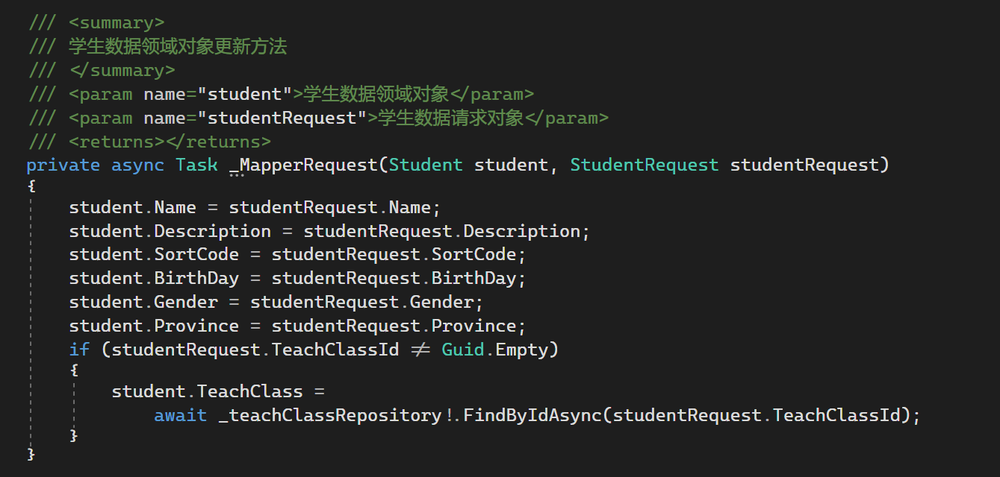 /// <summary>
/// 学生数据领域对象更新方法
/// </summary>
/// <param name="student">学生数据领域对象</param>
/// <param name="studentRequest">学生数据请求对象</param>
/// <returns></returns>
private async Task _MapperRequest(Student student, StudentRequest studentRequest)
{
    student.Name = studentRequest.Name;
    student.Description = studentRequest.Description;
    student.SortCode = studentRequest.SortCode;
    student.BirthDay = studentRequest.BirthDay;
    student.Gender = studentRequest.Gender;
    student.Province = studentRequest.Province;
    if (studentRequest.TeachClassId != Guid.Empty)
    {
        student.TeachClass =
            await _teachClassRepository!.FindByIdAsync(studentRequest.TeachClassId);
    }
}